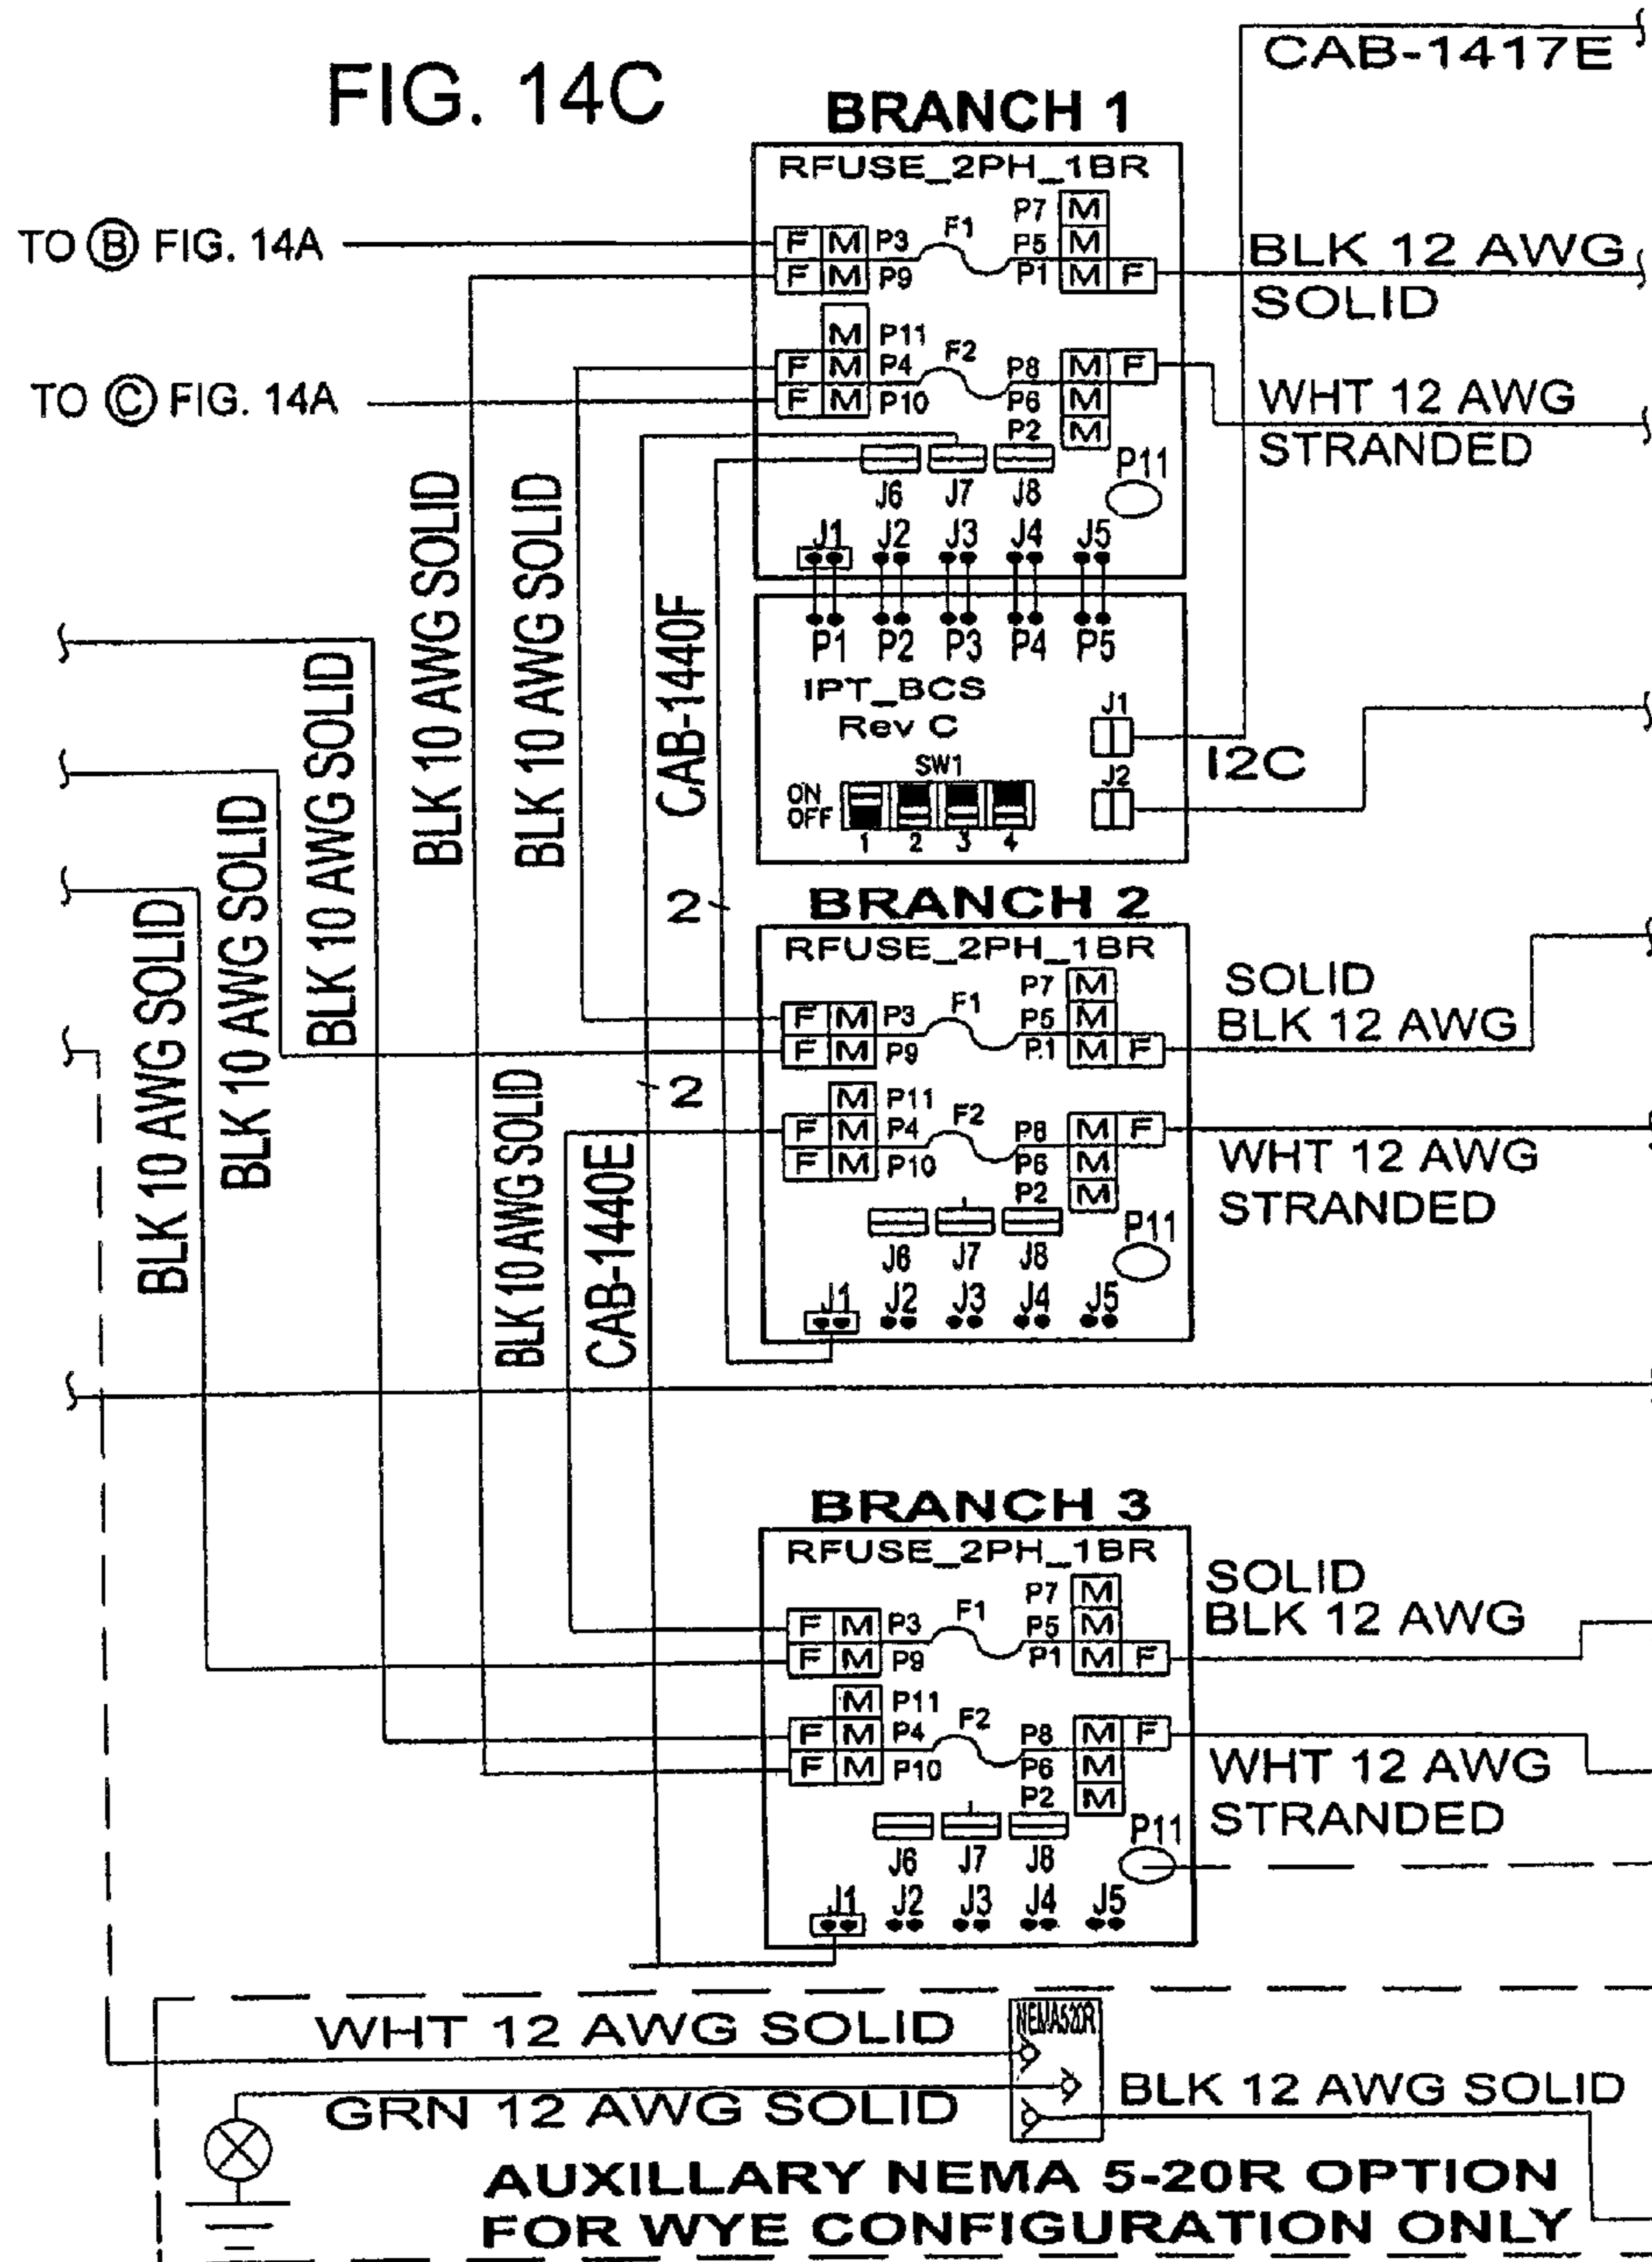 FIG. 14C
CAB-1417E
BRANCH 1
RFUSE_2PH_1BR
TO B FIG. 14A
F M P3 F1 P7 M
F M P9 P5 M
P1 M F
BLK 12 AWG
SOLID
M P11
F M P4 F2 P8 M F
TO C FIG. 14A
F M P10 P6 M
P2 M
WHT 12 AWG
STRANDED
J6 J7 J8 P11
J1 J2 J3 J4 J5
P1 P2 P3 P4 P5
IPT_BCS
Rev C
SW1
ON
OFF
1 2 3 4
J1
J2
I2C
BLK 10 AWG SOLID
BLK 10 AWG SOLID
CAB-1440F
BLK 10 AWG SOLID
BLK 10 AWG SOLID
BLK 10 AWG SOLID
2
2
BRANCH 2
RFUSE_2PH_1BR
F M P3 F1 P7 M
F M P9 P5 M
P.1 M F
SOLID
BLK 12 AWG
M P11
F M P4 F2 P8 M F
F M P10 P6 M
P2 M
WHT 12 AWG
STRANDED
J6 J7 J8 P11
J1 J2 J3 J4 J5
BLK 10 AWG SOLID
CAB-1440E
BRANCH 3
RFUSE_2PH_1BR
F M P3 F1 P7 M
F M P9 P5 M
P1 M F
SOLID
BLK 12 AWG
M P11
F M P4 F2 P8 M F
F M P10 P6 M
P2 M
WHT 12 AWG
STRANDED
J6 J7 J8 P11
J1 J2 J3 J4 J5
WHT 12 AWG SOLID
NEMA520R
GRN 12 AWG SOLID
BLK 12 AWG SOLID
AUXILLARY NEMA 5-20R OPTION
FOR WYE CONFIGURATION ONLY